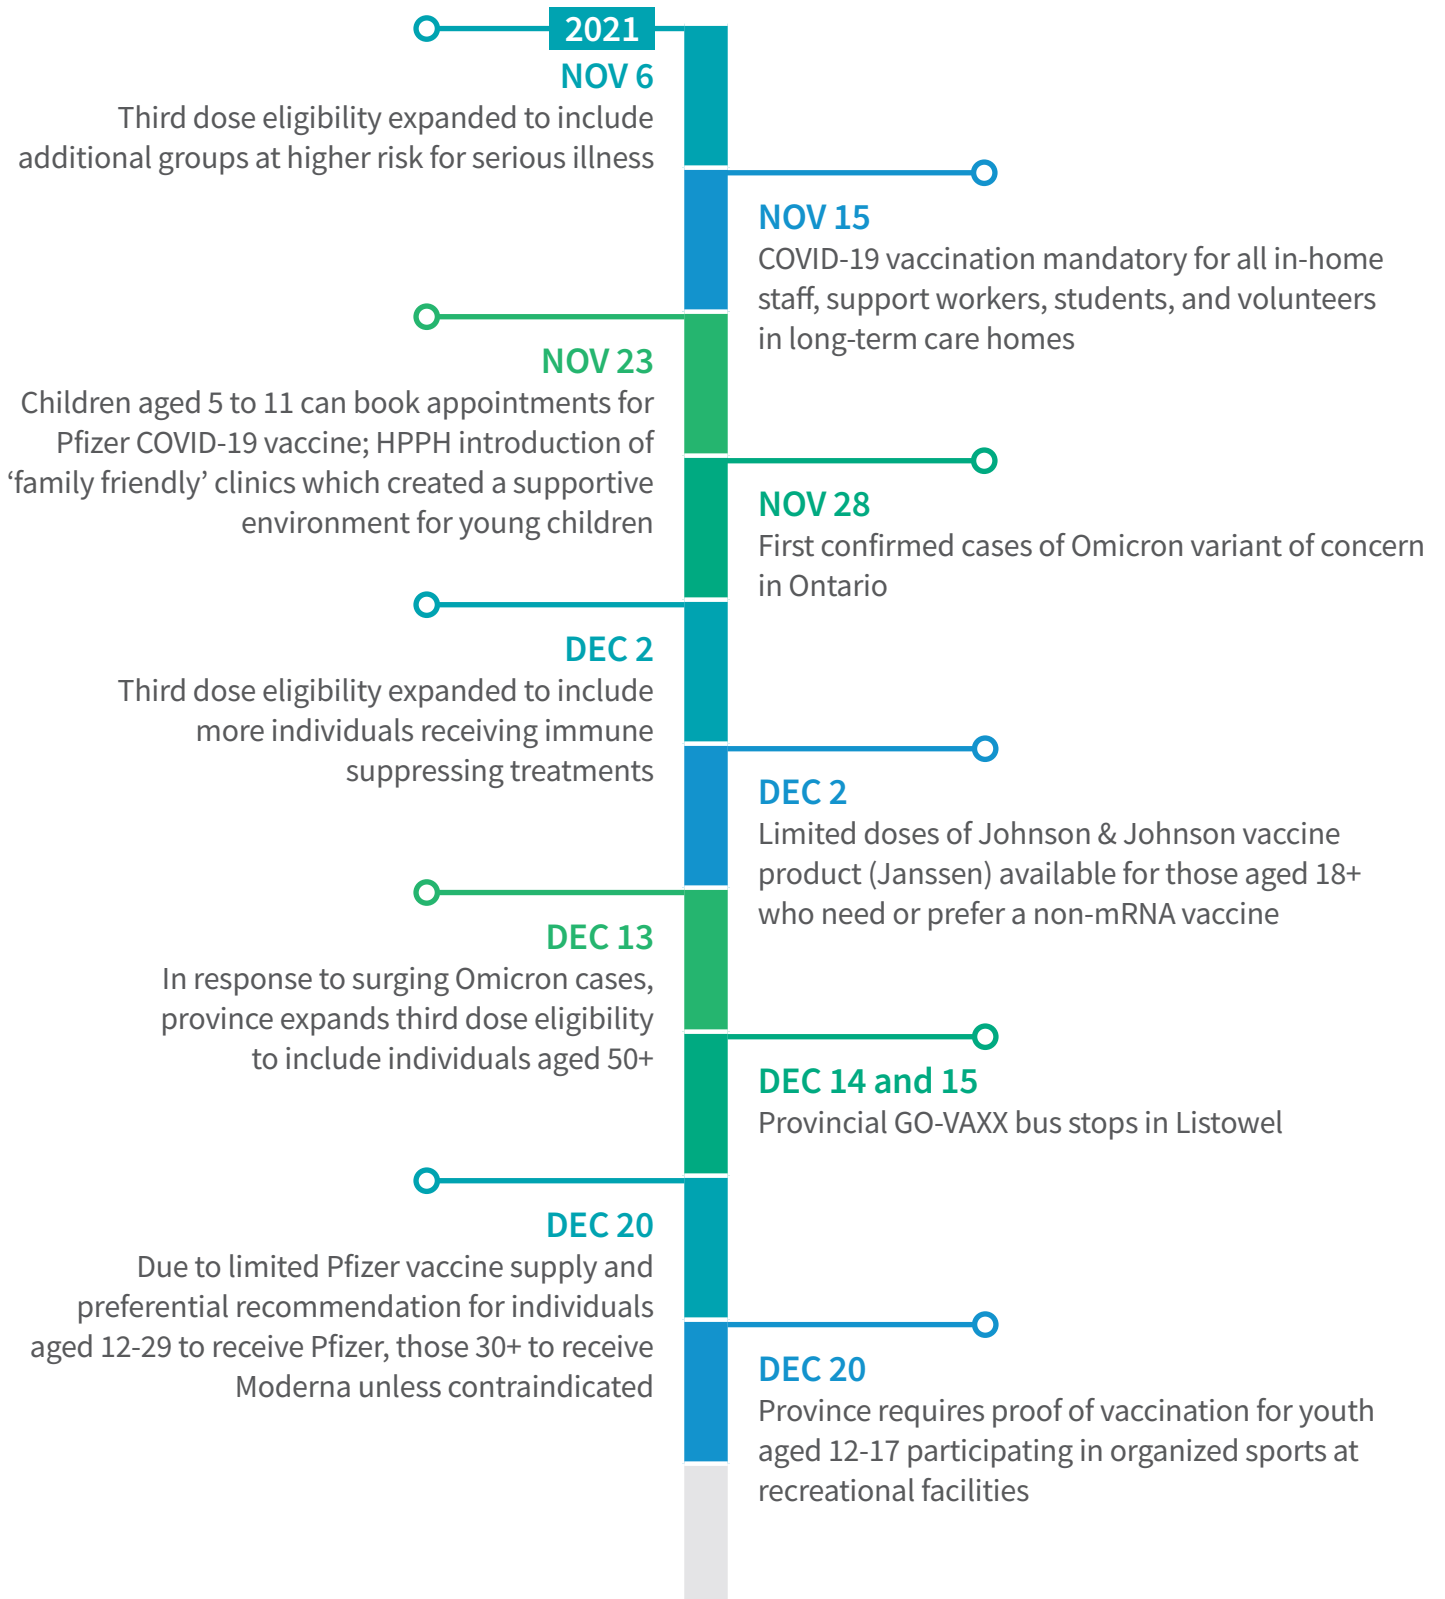 2021
NOV 6
Third dose eligibility expanded to include
additional groups at higher risk for serious illness
NOV 15
COVID-19 vaccination mandatory for all in-home
staff, support workers, students, and volunteers
in long-term care homes
NOV 23
Children aged 5 to 11 can book appointments for
Pfizer COVID-19 vaccine; HPPH introduction of
‘family friendly’ clinics which created a supportive
environment for young children
NOV 28
First confirmed cases of Omicron variant of concern
in Ontario
DEC 2
Third dose eligibility expanded to include
more individuals receiving immune
suppressing treatments
DEC 2
Limited doses of Johnson & Johnson vaccine
product (Janssen) available for those aged 18+
who need or prefer a non-mRNA vaccine
DEC 13
In response to surging Omicron cases,
province expands third dose eligibility
to include individuals aged 50+
DEC 14 and 15
Provincial GO-VAXX bus stops in Listowel
DEC 20
Due to limited Pfizer vaccine supply and
preferential recommendation for individuals
aged 12-29 to receive Pfizer, those 30+ to receive
Moderna unless contraindicated
DEC 20
Province requires proof of vaccination for youth
aged 12-17 participating in organized sports at
recreational facilities